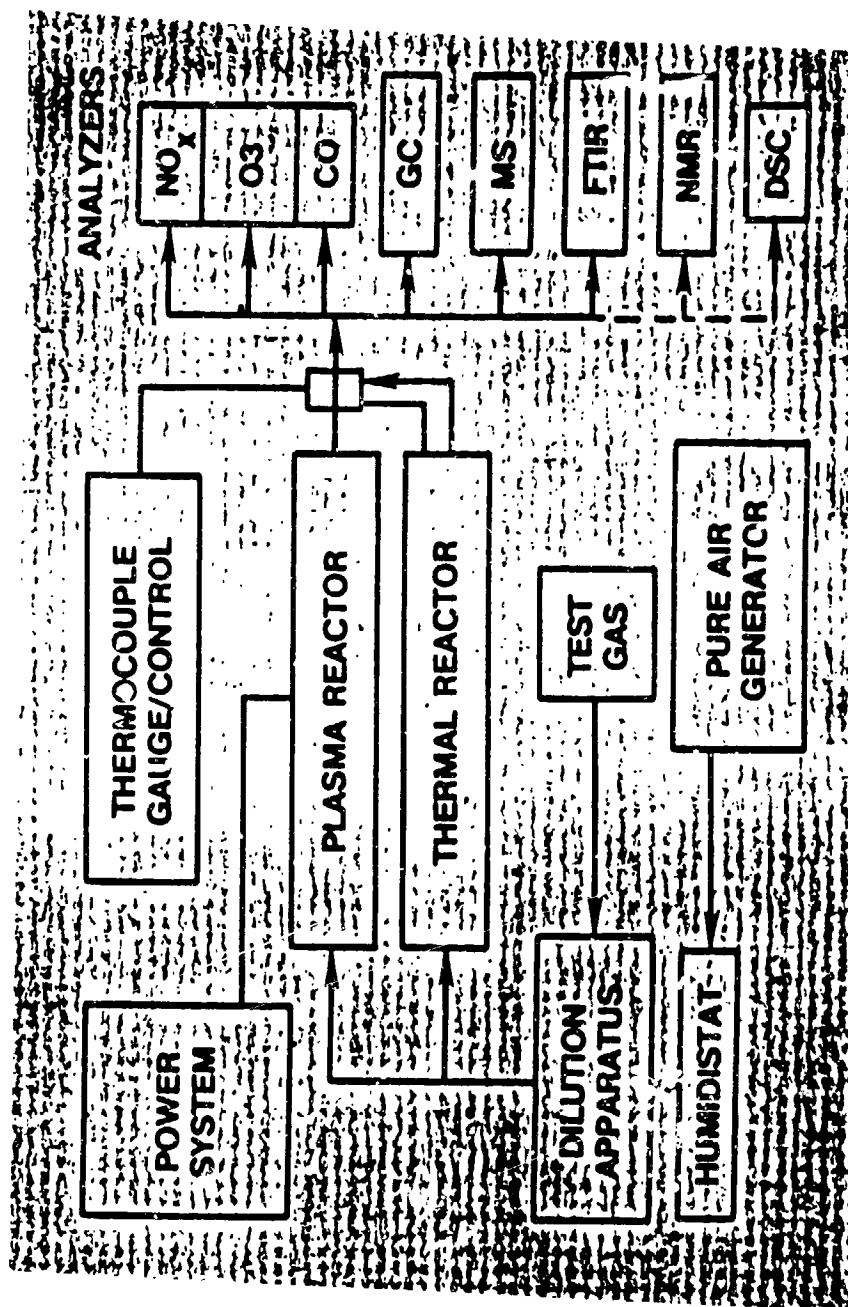 ANALYZERS
POWER
SYSTEM
THERMOCOUPLE
GAUGE/CONTROL
NOX
O3
CO
PLASMA REACTOR
GC
THERMAL REACTOR
MS
DILUTION
APPARATUS
TEST
GAS
FTIR
HUMIDISTAT
PURE AIR
GENERATOR
NMR
DSC